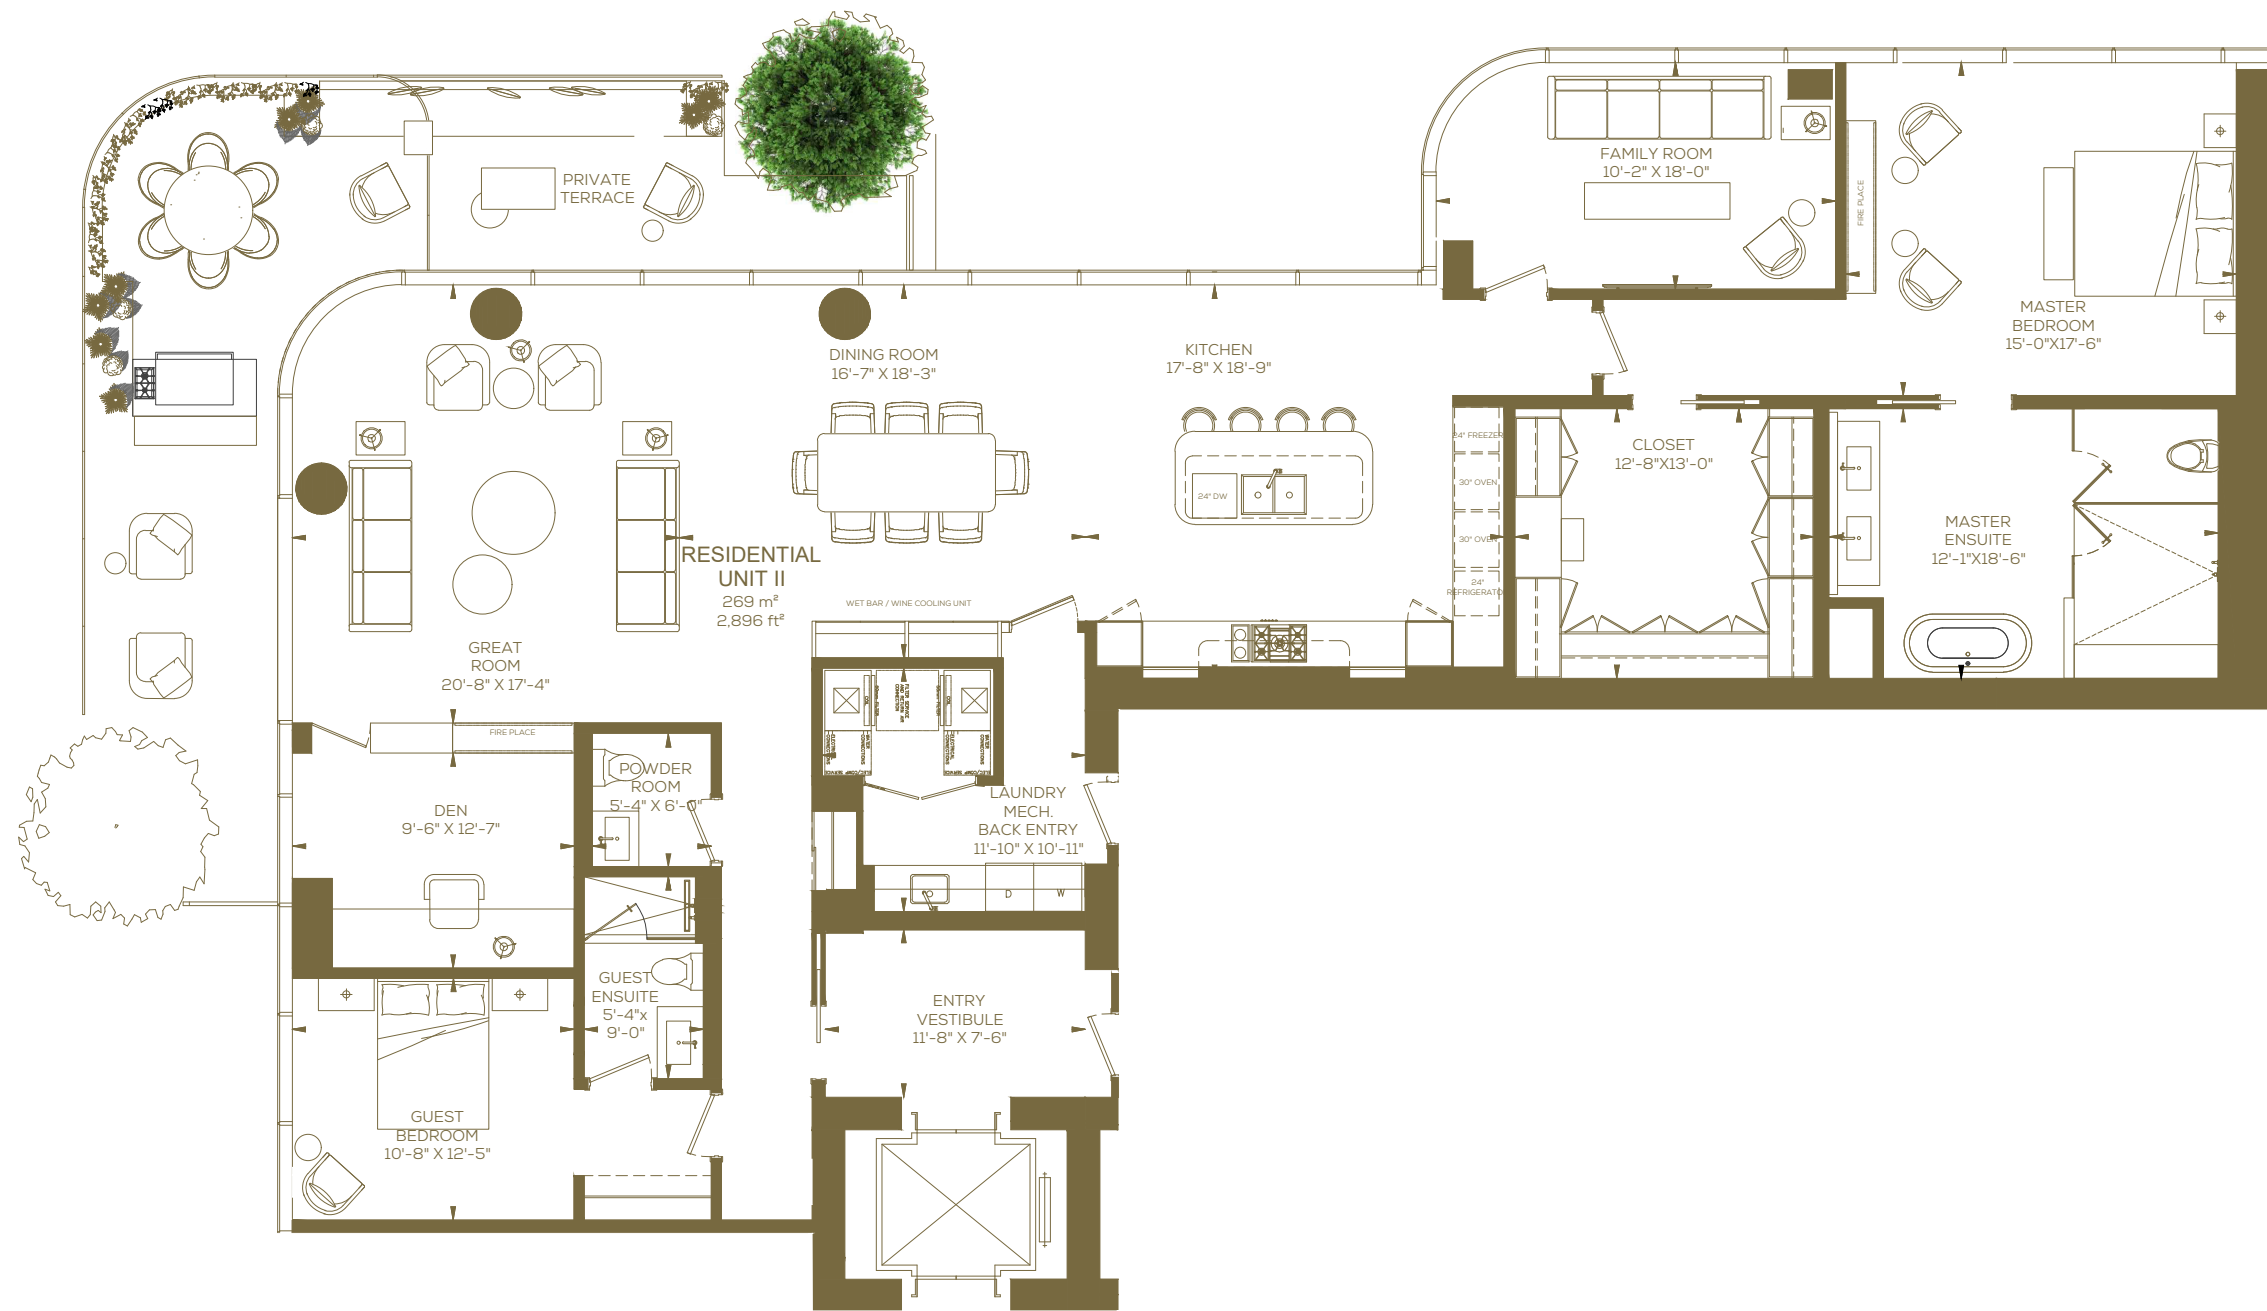 PRIVATE
TERRACE
FAMILY ROOM
10'-2" X 18'-0"
FIRE PLACE
MASTER
BEDROOM
15'-0"X17'-6"
DINING ROOM
16'-7" X 18'-3"
KITCHEN
17'-8" X 18'-9"
24" FREEZER
30" OVEN
30" OVEN
24"
REFRIGERATO
24" DW
CLOSET
12'-8"X13'-0"
MASTER
ENSUITE
12'-1"X18'-6"
RESIDENTIAL
UNIT II
269 m²
2,896 ft²
WET BAR / WINE COOLING UNIT
GREAT
ROOM
20'-8" X 17'-4"
FIRE PLACE
POWDER
ROOM
5'-4" X 6'-
DEN
9'-6" X 12'-7"
LAUNDRY
MECH.
BACK ENTRY
11'-10" X 10'-11"
D
W
GUEST
ENSUITE
5'-4"x
9'-0"
ENTRY
VESTIBULE
11'-8" X 7'-6"
GUEST
BEDROOM
10'-8" X 12'-5"